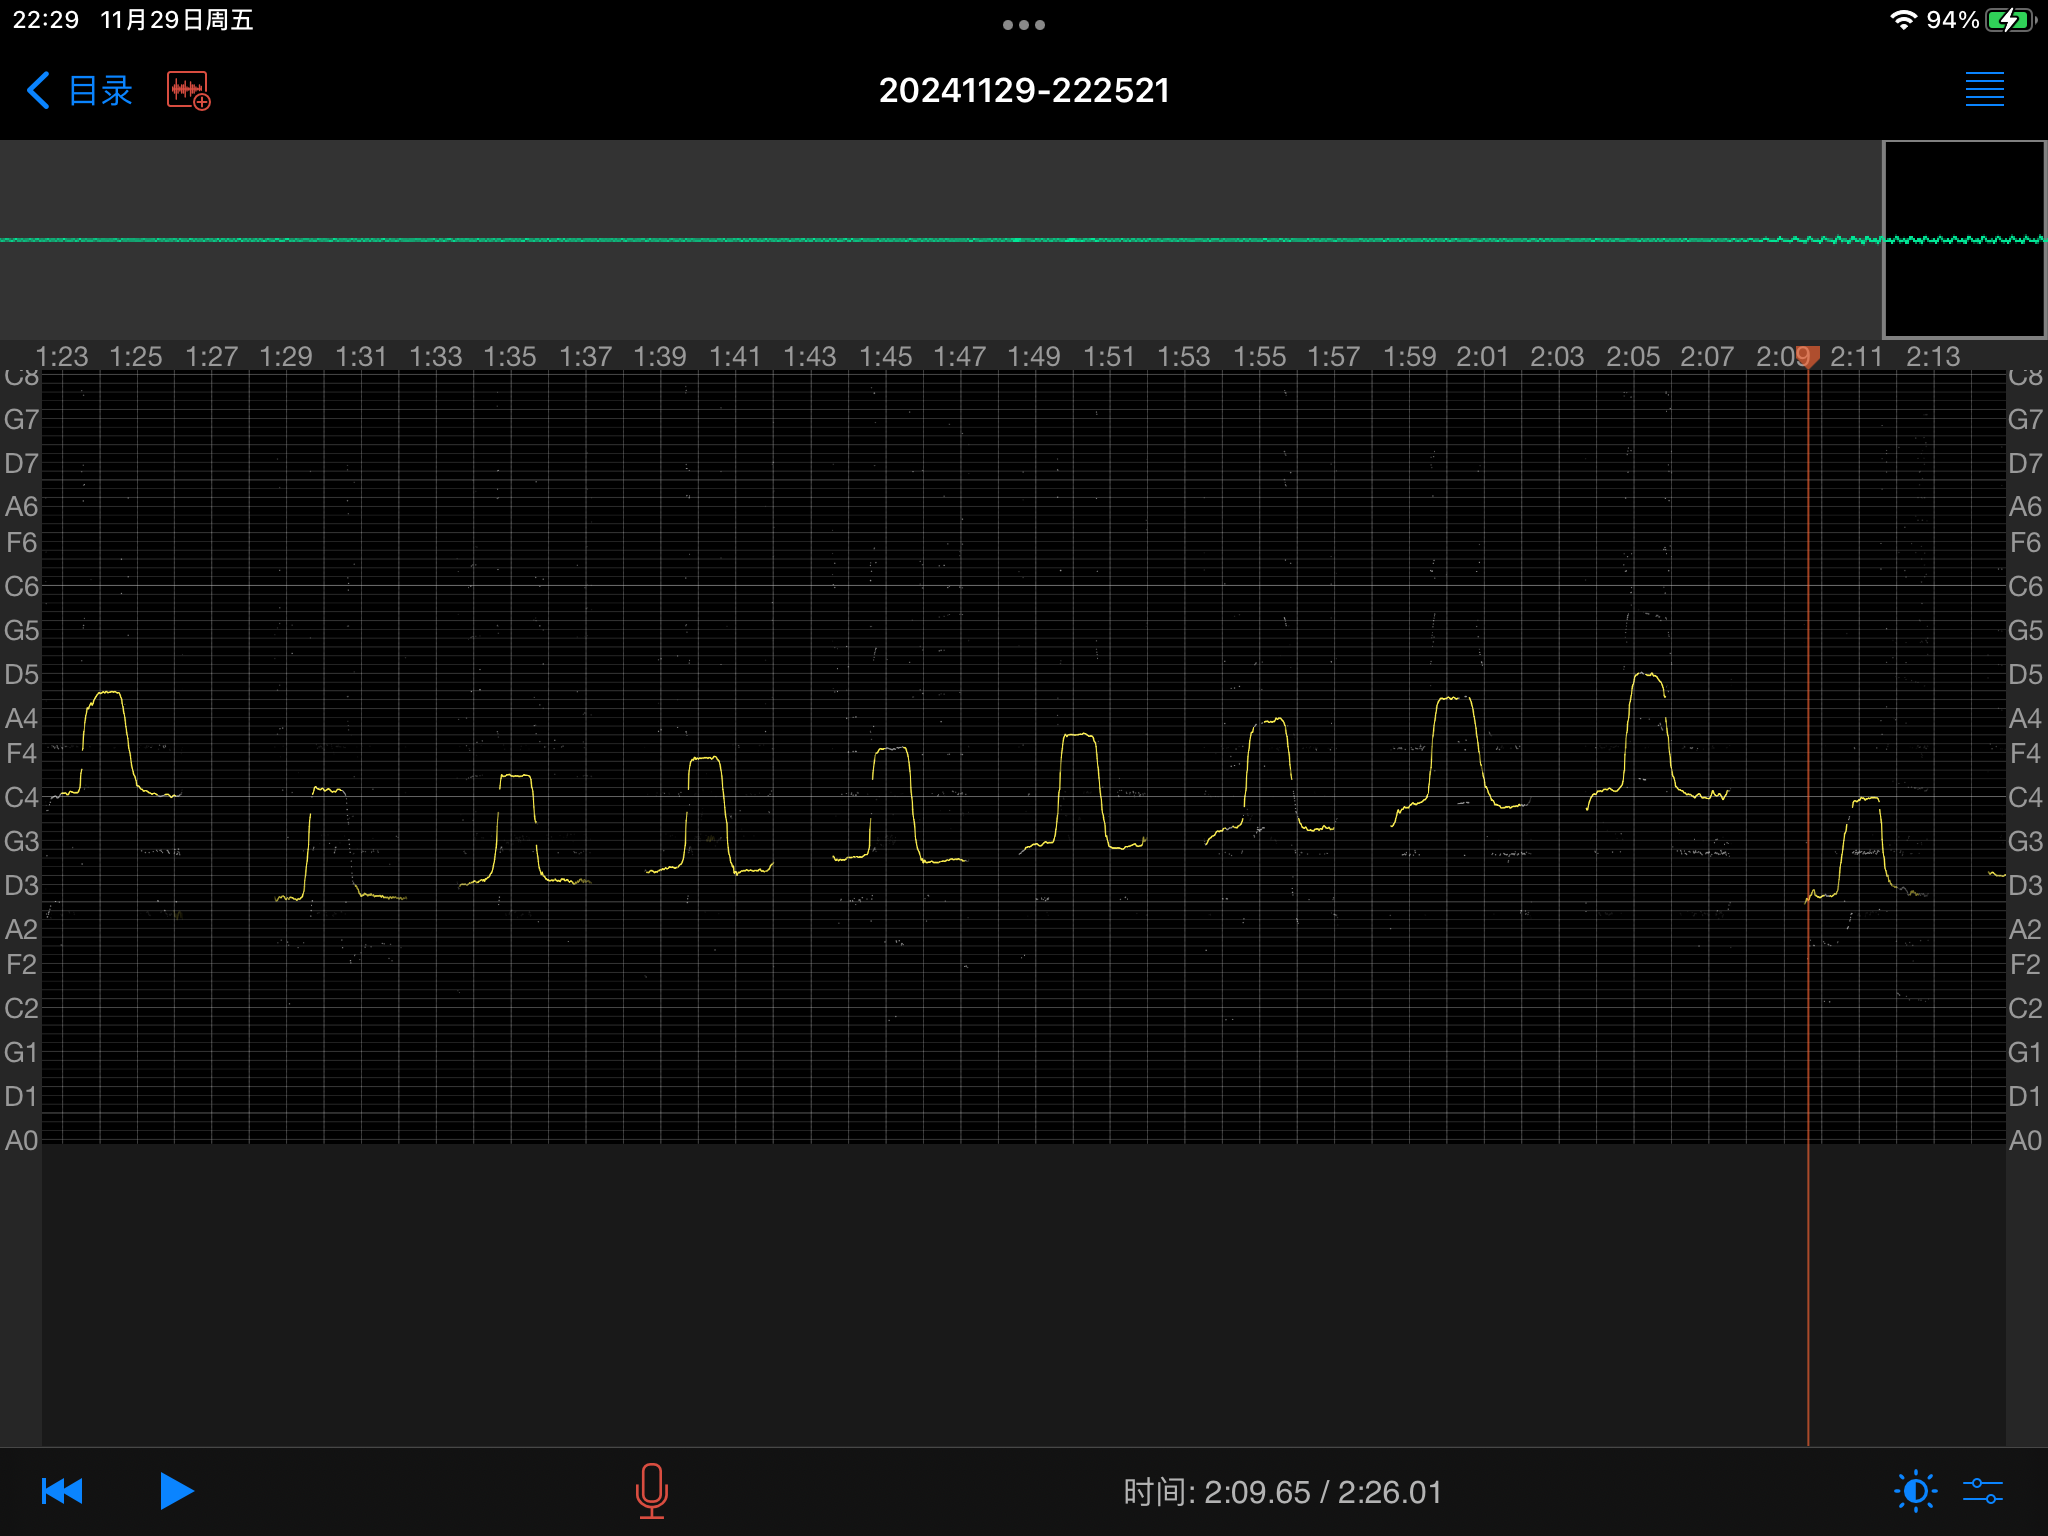 22:29 11月29日周五
94%
目录
20241129-222521
1:23 1:25 1:27 1:29 1:31 1:33 1:35 1:37 1:39 1:41 1:43 1:45 1:47 1:49 1:51 1:53 1:55 1:57 1:59 2:01 2:03 2:05 2:07 2:09 2:11 2:13
C8 C8
G7 G7
D7 D7
A6 A6
F6 F6
C6 C6
G5 G5
D5 D5
A4 A4
F4 F4
C4 C4
G3 G3
D3 D3
A2 A2
F2 F2
C2 C2
G1 G1
D1 D1
A0 A0
时间: 2:09.65 / 2:26.01